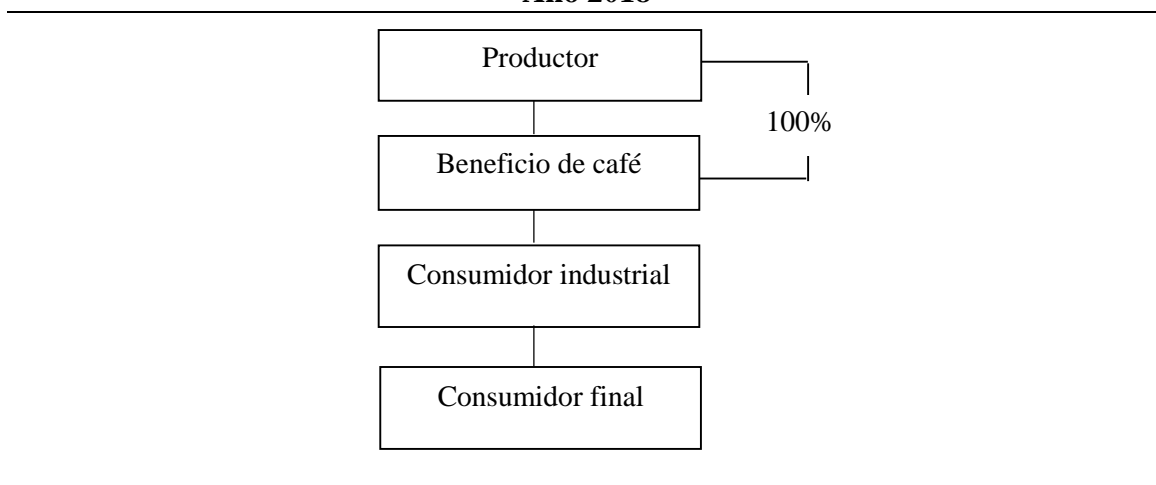 Productor
100%
Beneficio de café
Consumidor industrial
Consumidor final